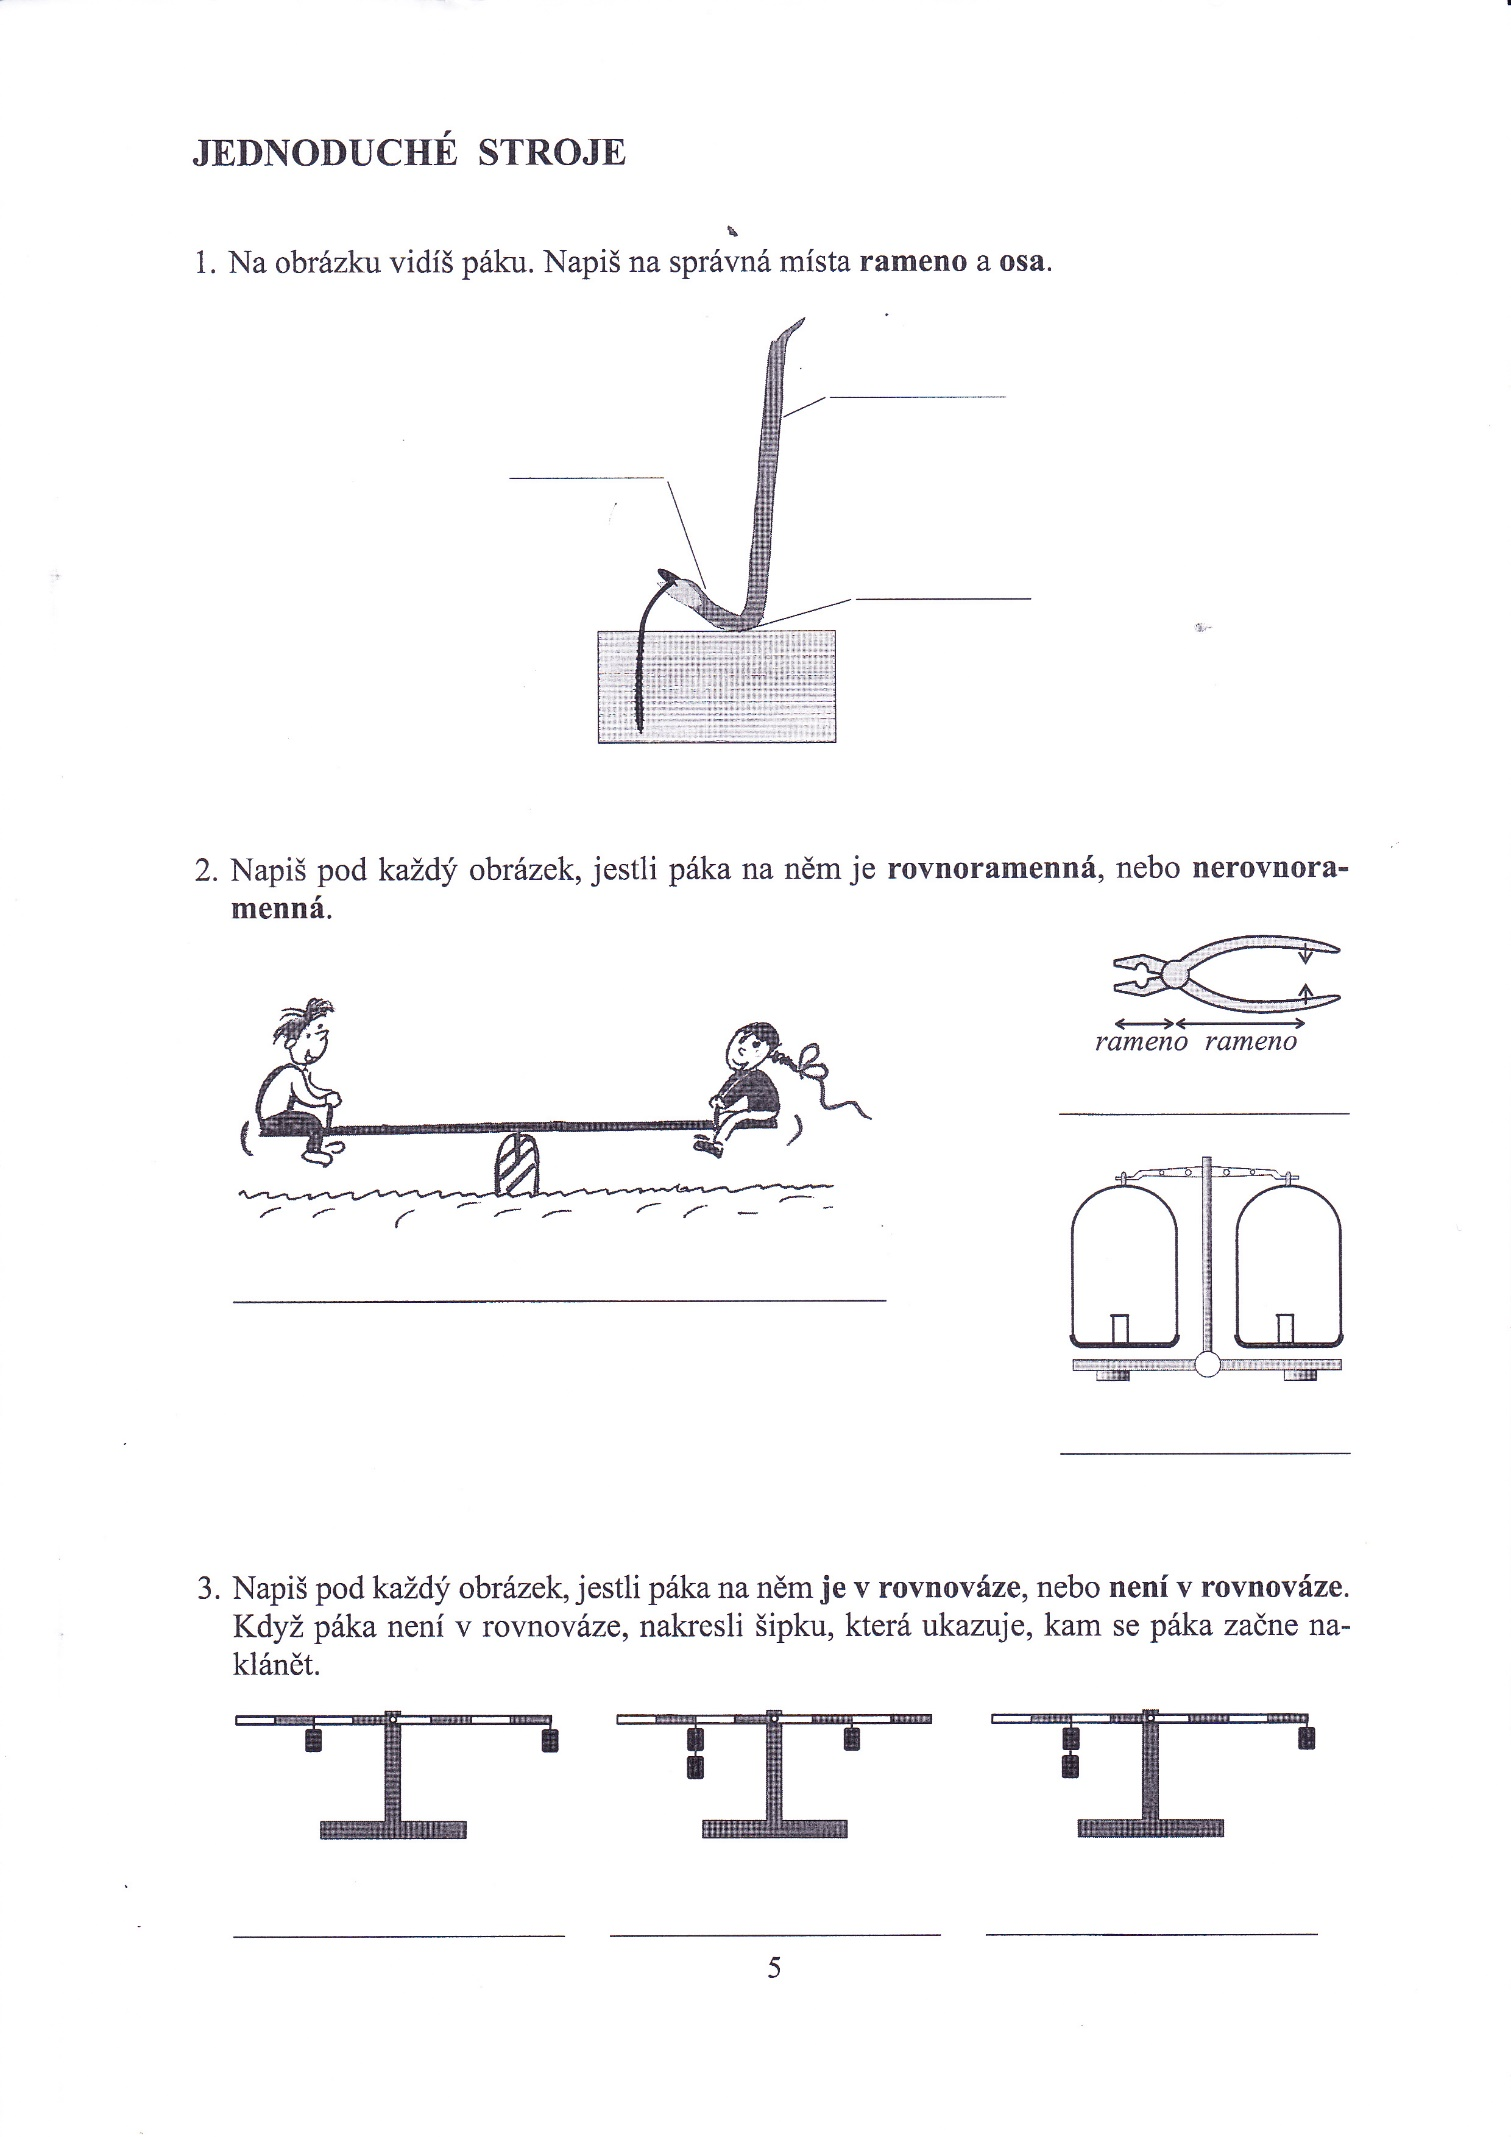 JEDNODUCHÉ STROJE
1. Na obrázku vidíš páku. Napiš na správná místa rameno a osa.
2. Napiš pod každý obrázek, jestli páka na něm je rovnoramenná, nebo nerovnora-
menná.
rameno rameno
3. Napiš pod každý obrázek, jestli páka na něm je v rovnováze, nebo není v rovnováze.
Když páka není v rovnováze, nakresli šipku, která ukazuje, kam se páka začne na-
klánět.
5